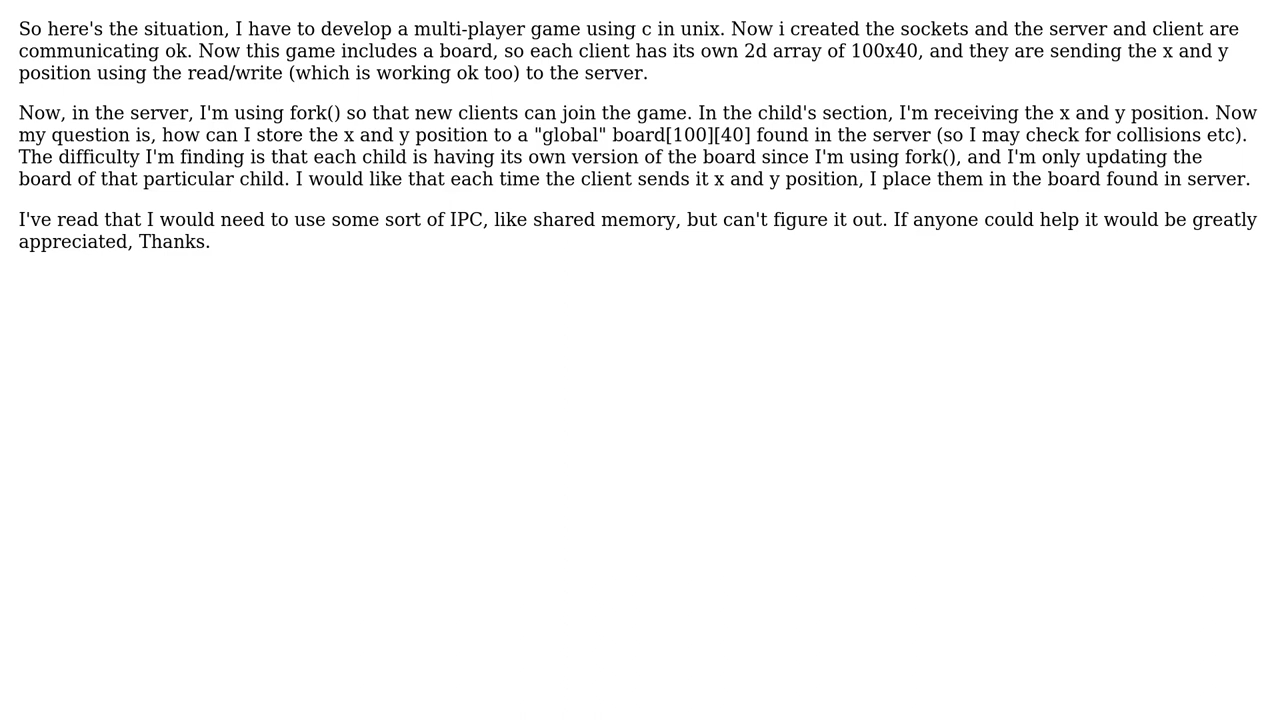 So here's the situation, I have to develop a multi-player game using c in unix. Now i created the sockets and the server and client are
communicating ok. Now this game includes a board, so each client has its own 2d array of 100x40, and they are sending the x and y
position using the read/write (which is working ok too) to the server.
Now, in the server, I'm using fork() so that new clients can join the game. In the child's section, I'm receiving the x and y position. Now
my question is, how can I store the x and y position to a "global" board[100][40] found in the server (so I may check for collisions etc).
The difficulty I'm finding is that each child is having its own version of the board since I'm using fork(), and I'm only updating the
board of that particular child. I would like that each time the client sends it x and y position, I place them in the board found in server.
I've read that I would need to use some sort of IPC, like shared memory, but can't figure it out. If anyone could help it would be greatly
appreciated, Thanks.